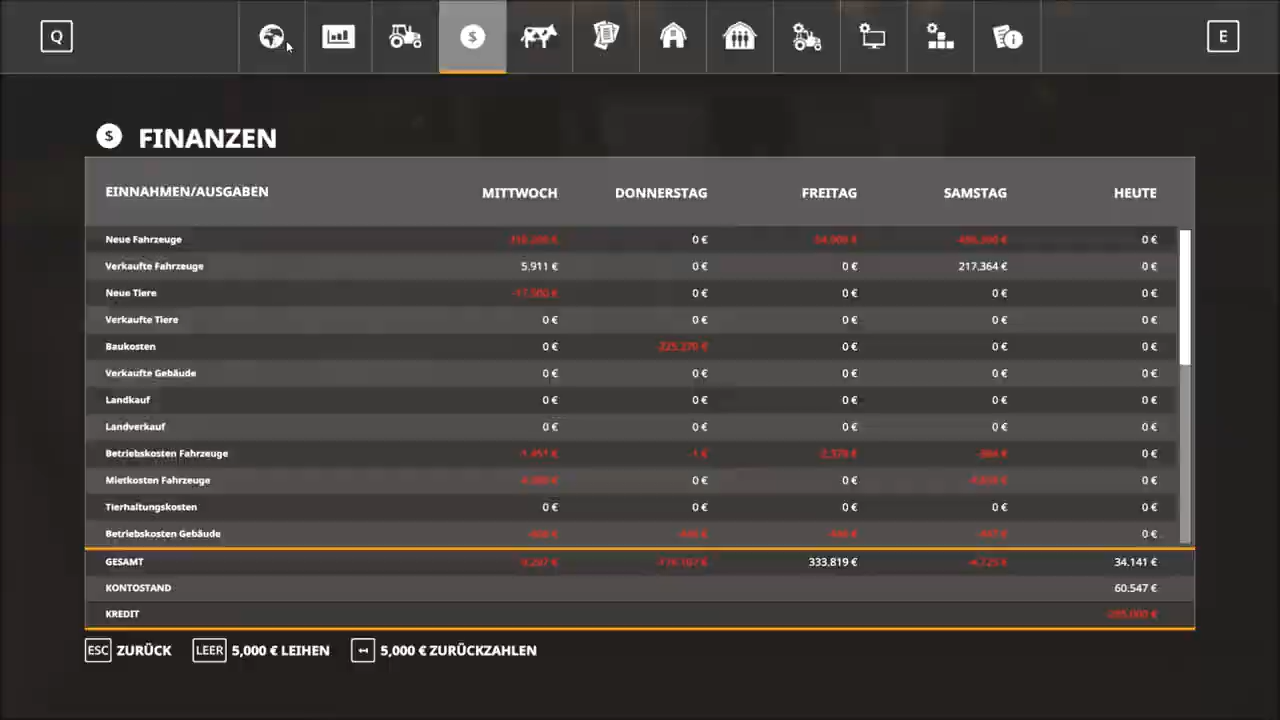 Q E
$ FINANZEN
EINNAHMEN/AUSGABEN MITTWOCH DONNERSTAG FREITAG SAMSTAG HEUTE
Neue Fahrzeuge 0 € 0 €
Verkaufte Fahrzeuge 5.911 € 0 € 0 € 217.364 € 0 €
Neue Tiere 0 € 0 € 0 € 0 €
Verkaufte Tiere 0 € 0 € 0 € 0 € 0 €
Baukosten 0 € 0 € 0 € 0 €
Verkaufte Gebäude 0 € 0 € 0 € 0 € 0 €
Landkauf 0 € 0 € 0 € 0 € 0 €
Landverkauf 0 € 0 € 0 € 0 € 0 €
Betriebskosten Fahrzeuge -1 € 0 €
Mietkosten Fahrzeuge 0 € 0 € 0 €
Tierhaltungskosten 0 € 0 € 0 € 0 € 0 €
Betriebskosten Gebäude 0 €
GESAMT 333.819 € 34.141 €
KONTOSTAND 60.547 €
KREDIT
ESC ZURÜCK LEER 5,000 € LEIHEN ↔ 5,000 € ZURÜCKZAHLEN